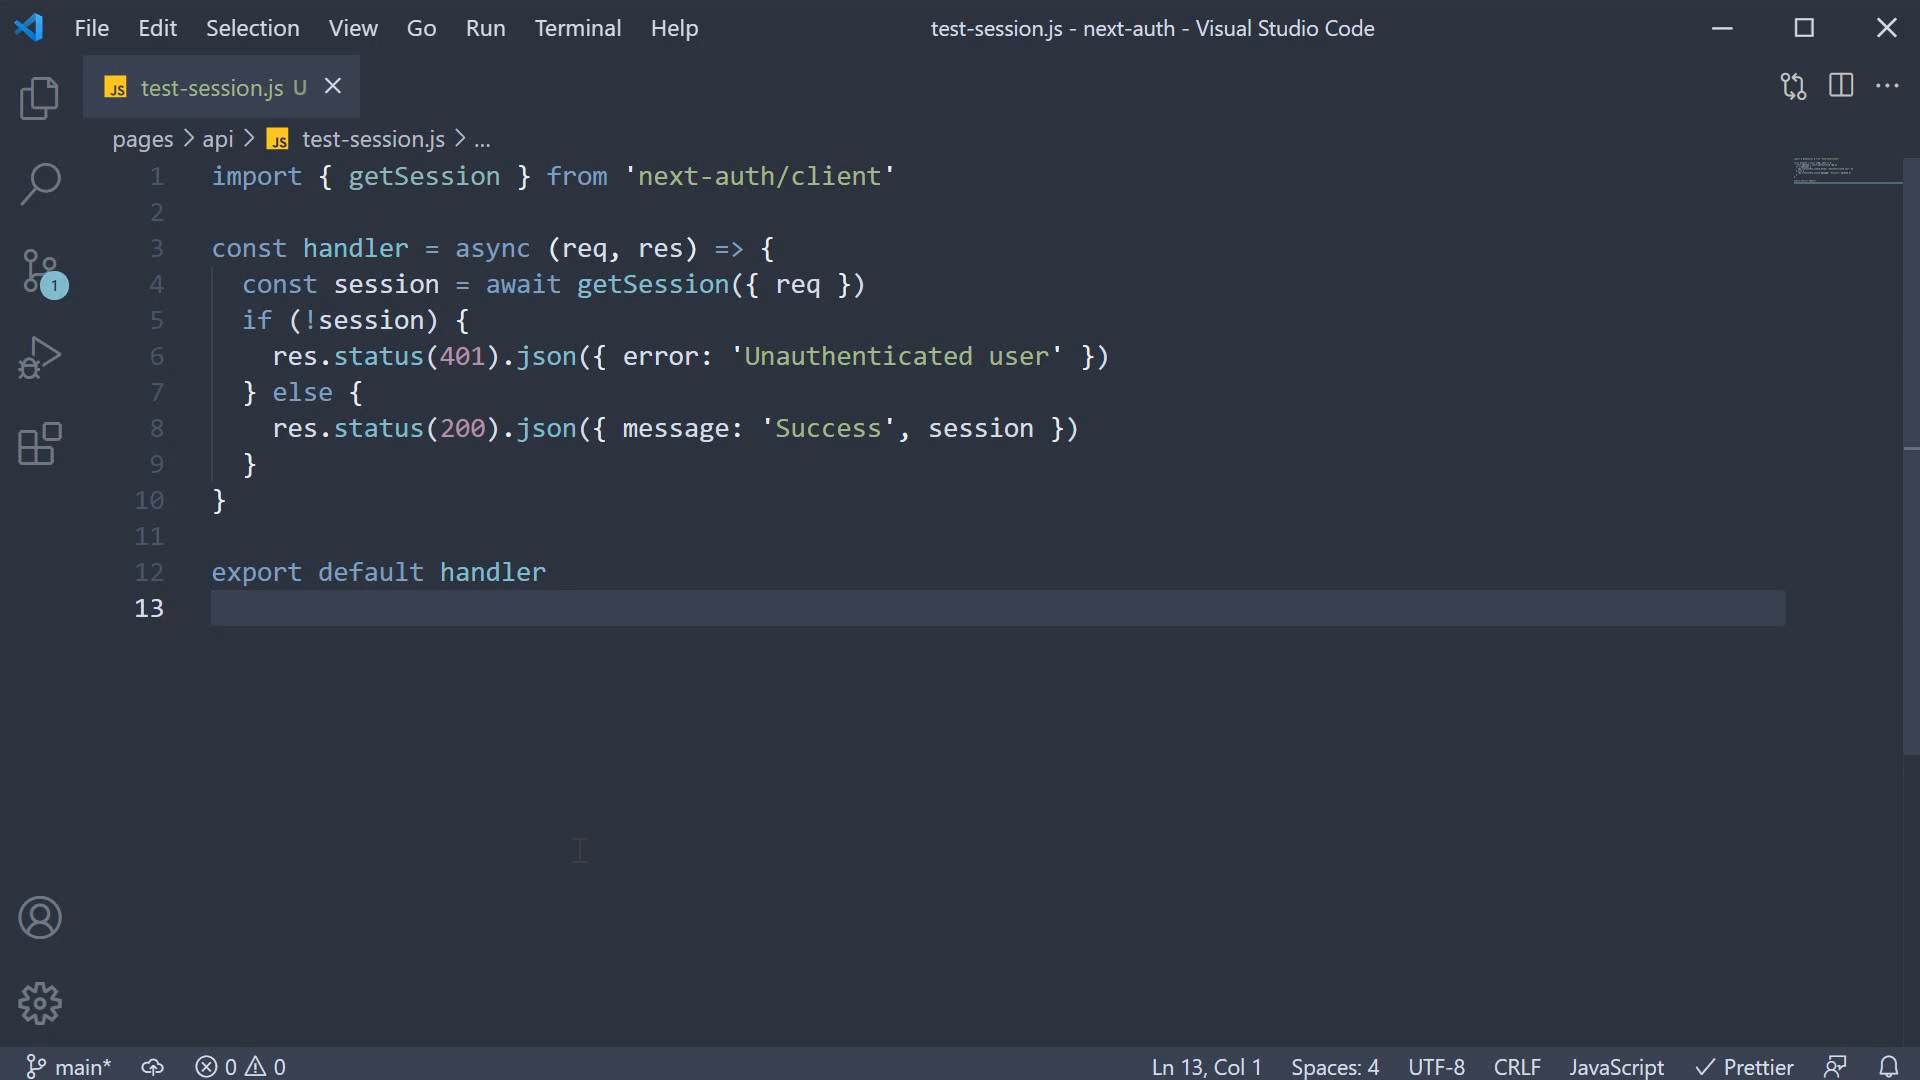 File Edit Selection View Go Run Terminal Help
test-session.js - next-auth - Visual Studio Code
JS test-session.js U
pages > api > JS test-session.js > ...
1 import { getSession } from 'next-auth/client'
2
3 const handler = async (req, res) => {
4   const session = await getSession({ req })
5   if (!session) {
6     res.status(401).json({ error: 'Unauthenticated user' })
7   } else {
8     res.status(200).json({ message: 'Success', session })
9   }
10 }
11
12 export default handler
13
1
main* 0 0 Ln 13, Col 1 Spaces: 4 UTF-8 CRLF JavaScript Prettier